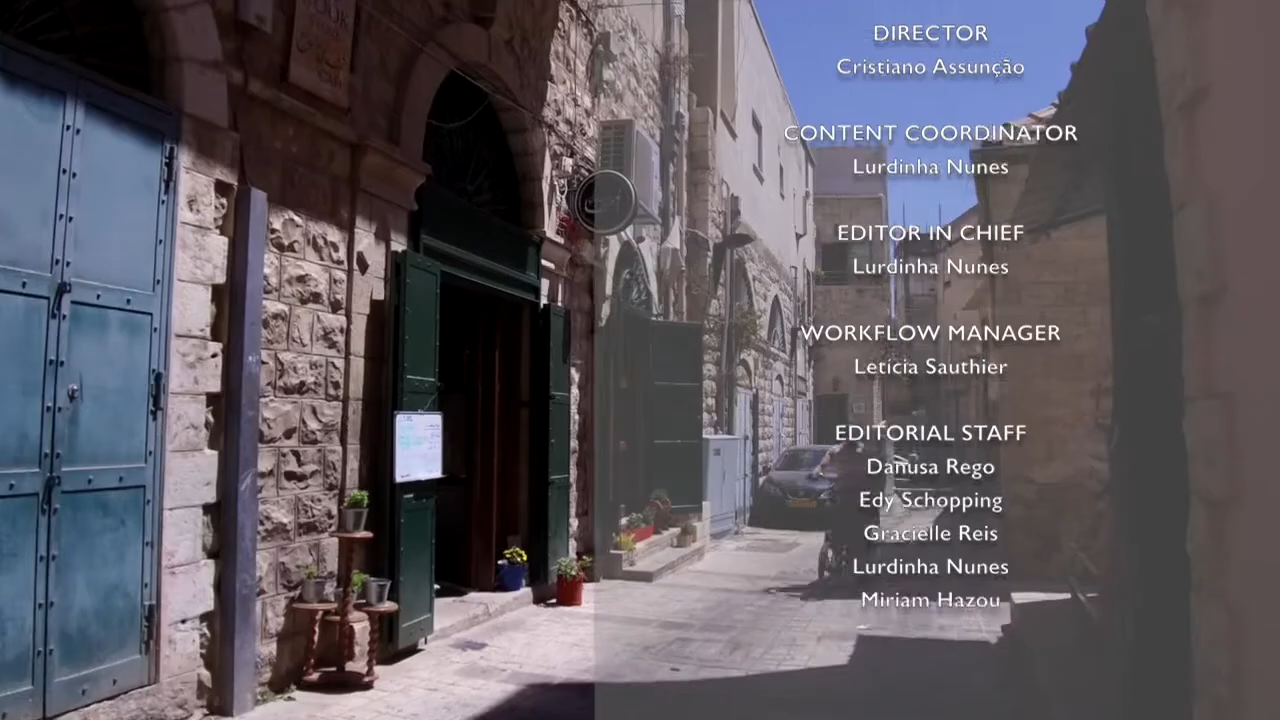 DIRECTOR
Cristiano Assunção
CONTENT COORDINATOR
Lurdinha Nunes
EDITOR IN CHIEF
Lurdinha Nunes
WORKFLOW MANAGER
Letícia Sauthier
EDITORIAL STAFF
Danusa Rego
Edy Schopping
Gracielle Reis
Lurdinha Nunes
Miriam Hazou